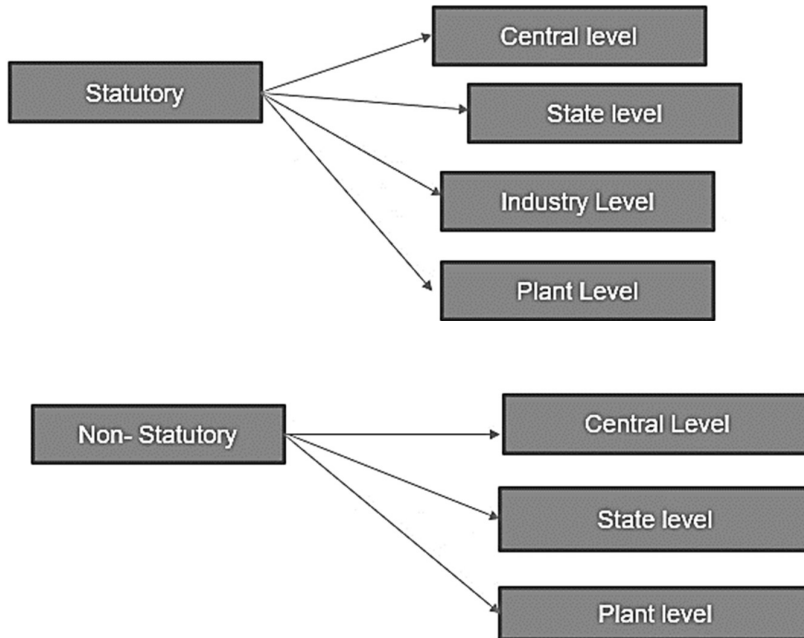 Central level
Statutory
State level
Industry Level
Plant Level
Central Level
Non- Statutory
State level
Plant level